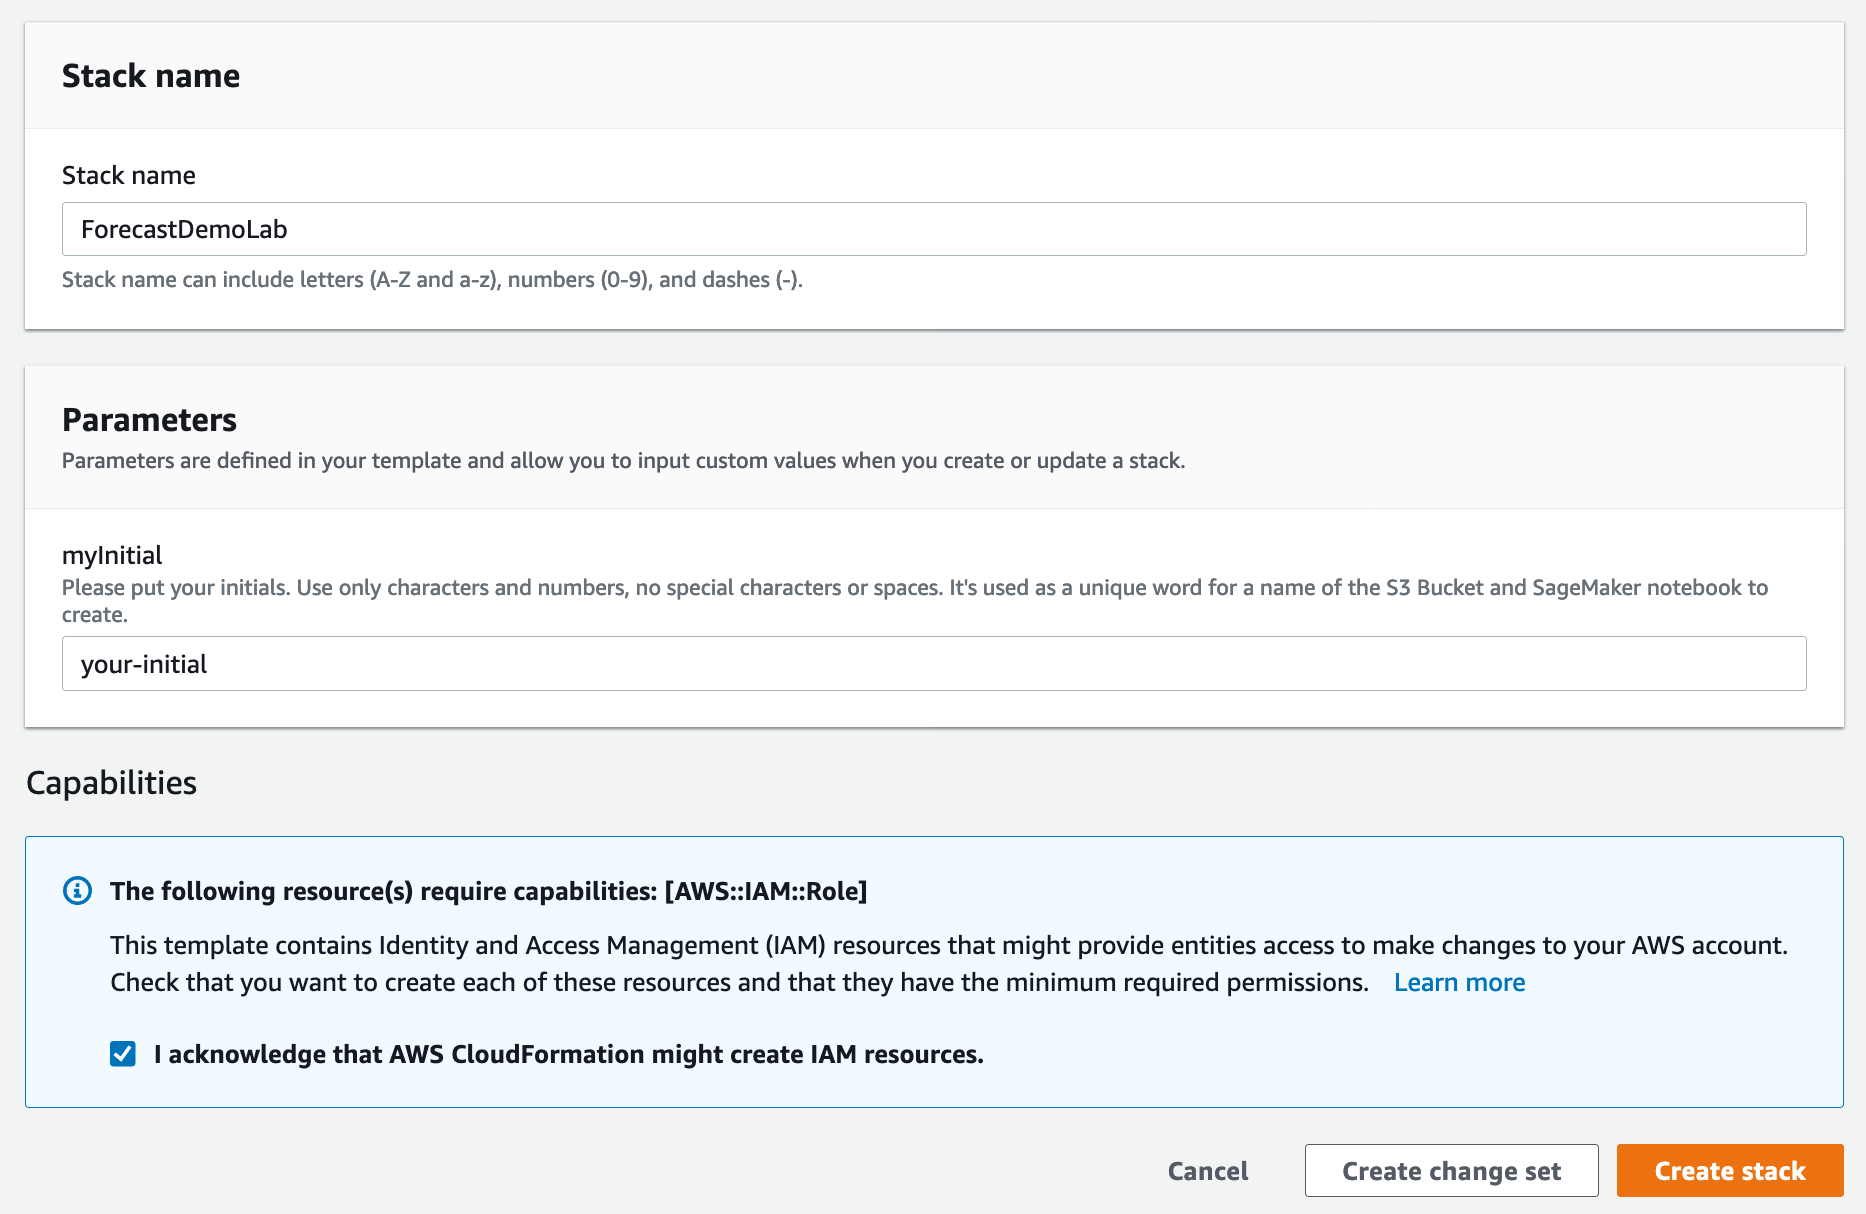 Stack name
Stack name
ForecastDemoLab
Stack name can include letters (A-Z and a-z), numbers (0-9), and dashes (-).
Parameters
Parameters are defined in your template and allow you to input custom values when you create or update a stack.
myInitial
Please put your initials. Use only characters and numbers, no special characters or spaces. It's used as a unique word for a name of the S3 Bucket and SageMaker notebook to
create.
your-initial
Capabilities
The following resource(s) require capabilities: [AWS::IAM::Role]
This template contains Identity and Access Management (IAM) resources that might provide entities access to make changes to your AWS account.
Check that you want to create each of these resources and that they have the minimum required permissions. Learn more
I acknowledge that AWS CloudFormation might create IAM resources.
Cancel Create change set Create stack